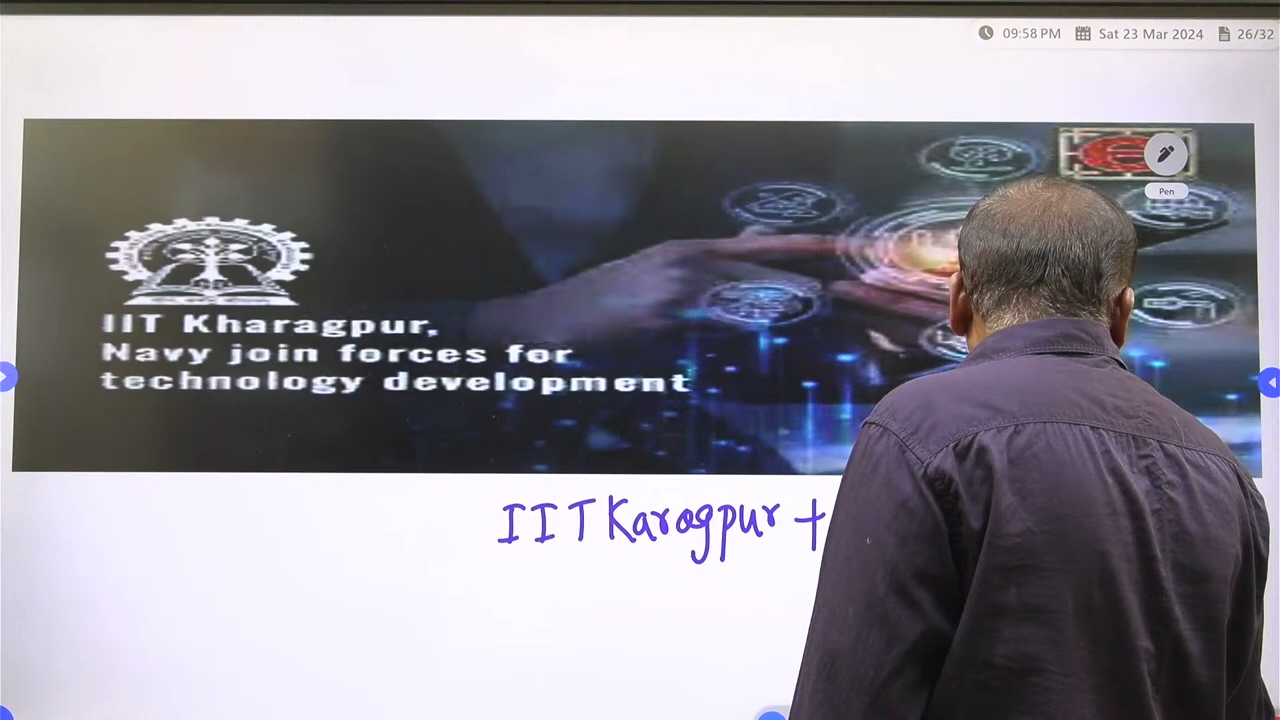 09:58 PM Sat 23 Mar 2024 26/32
Pen
IIT Kharagpur,
Navy join forces for
technology development
IIT Karagpur +